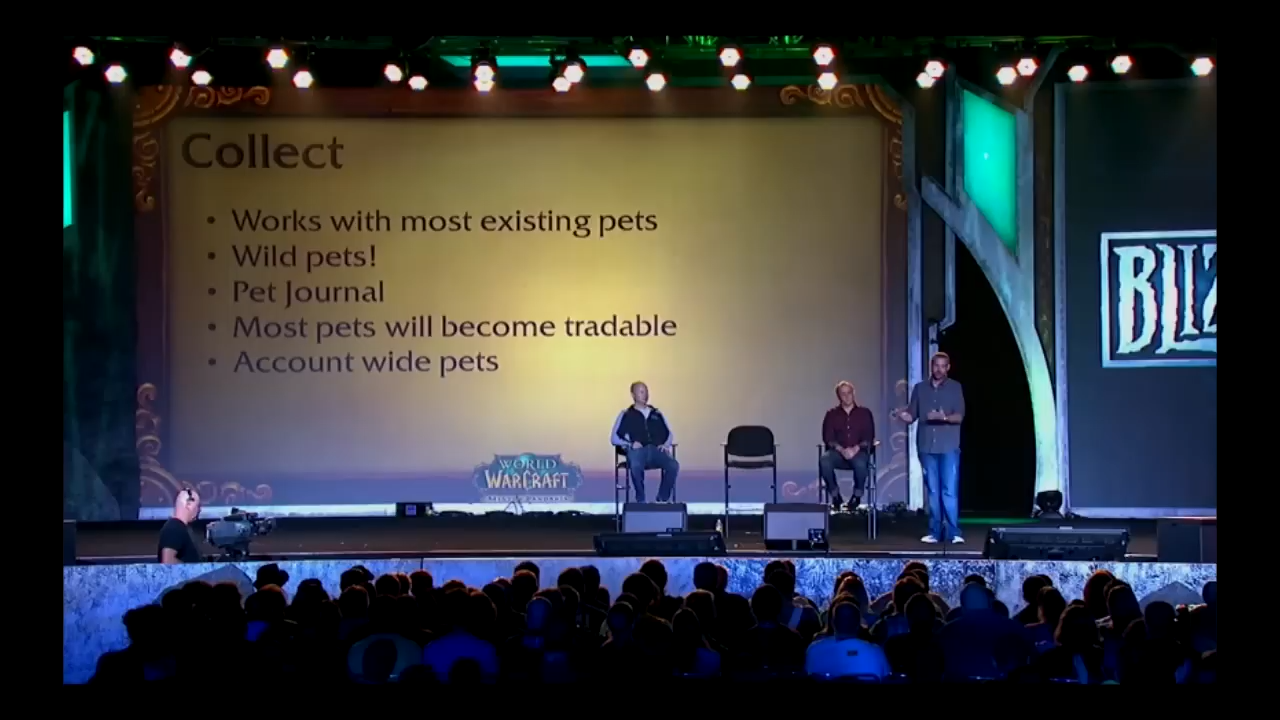 Collect
• Works with most existing pets
• Wild pets!
• Pet Journal
• Most pets will become tradable
• Account wide pets
WORLD
WARCRAFT
BLIZ